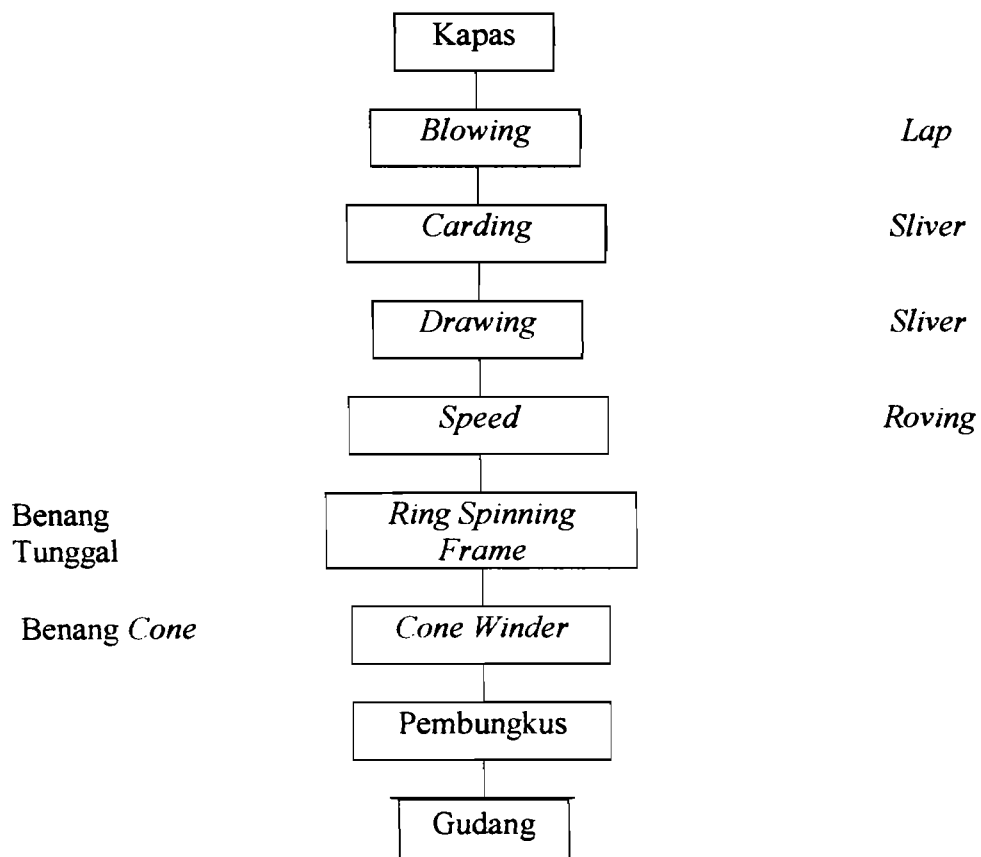 Kapas
Blowing
Lap
Carding
Sliver
Drawing
Sliver
Speed
Roving
Benang
Tunggal
Ring Spinning
Frame
Benang Cone
Cone Winder
Pembungkus
Gudang